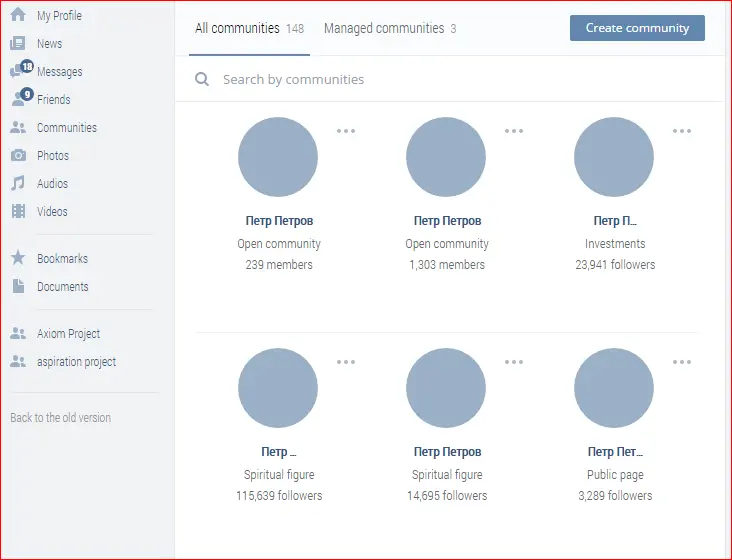 My Profile
News
18
Messages
9
Friends
Communities
Photos
Audios
Videos
Bookmarks
Documents
Axiom Project
aspiration project
Back to the old version
All communities 148 Managed communities 3 Create community
Search by communities
Петр Петров Петр Петров Петр П...
Open community Open community Investments
239 members 1,303 members 23,941 followers
Петр ... Петр Петров Петр Пет...
Spiritual figure Spiritual figure Public page
115,639 followers 14,695 followers 3,289 followers